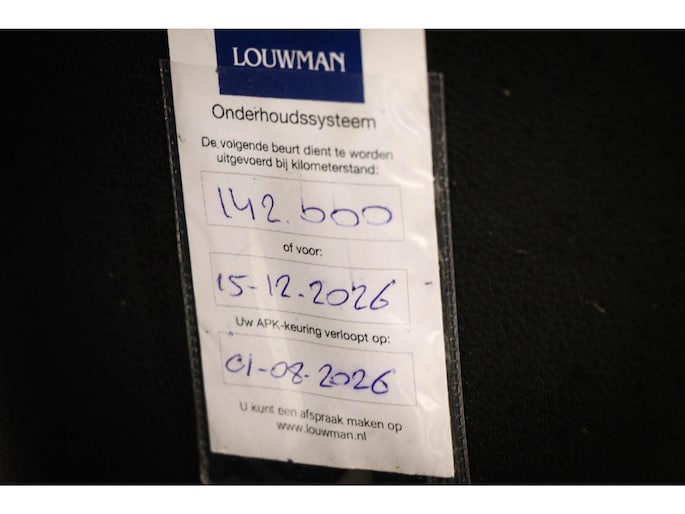 LOUWMAN
Onderhoudssysteem
De volgende beurt dient te worden
uitgevoerd bij kilometerstand:
142.000
of voor:
15-12-2026
Uw APK-keuring verloopt op:
01-08-2026
U kunt een afspraak maken op
www.louwman.nl